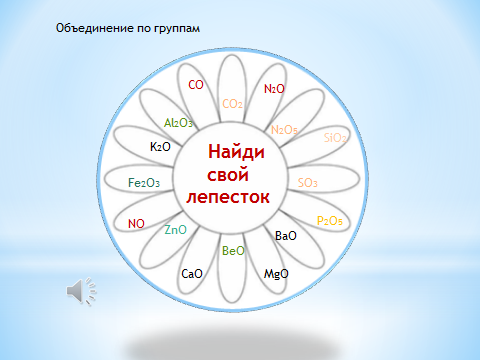 Объединение по группам
CO
CO2
N2O
Al2O3
N2O5
SiO2
K2O
Найди
свой
лепесток
Fe2O3
SO3
NO
ZnO
P2O5
BaO
BeO
CaO
MgO